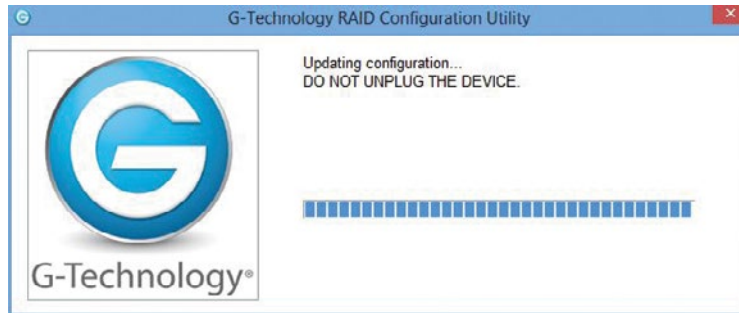 G-Technology RAID Configuration Utility
Updating configuration...
DO NOT UNPLUG THE DEVICE.
G-Technology®